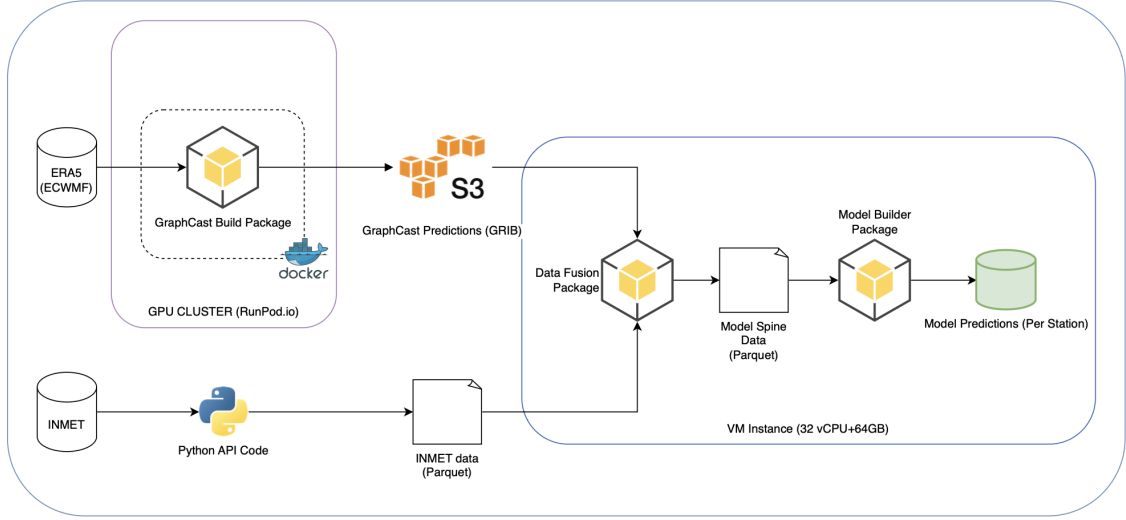 ERA5
(ECWMF)
GraphCast Build Package
docker
GPU CLUSTER (RunPod.io)
S3
GraphCast Predictions (GRIB)
Data Fusion
Package
Model Spine
Data
(Parquet)
Model Builder
Package
Model Predictions (Per Station)
INMET
Python API Code
INMET data
(Parquet)
VM Instance (32 vCPU+64GB)